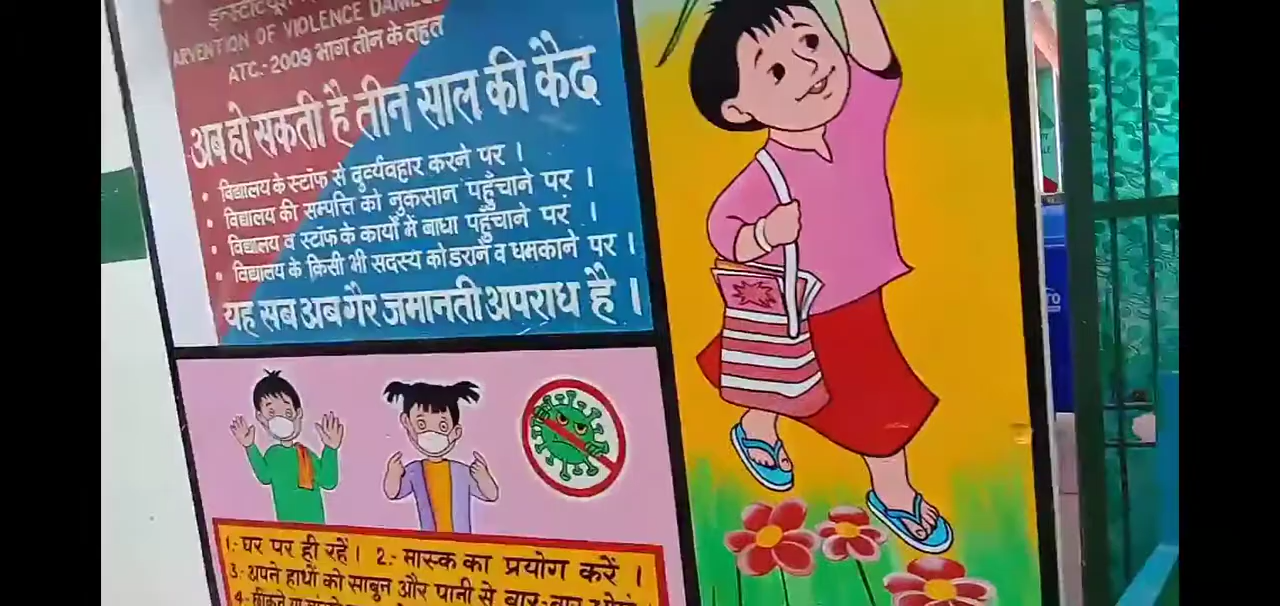 ARVENTION OF VIOLENCE
ATC.-2009 भाग तीन के तहत
अब हो सकती है तीन साल की कैद
• विद्यालय के स्टॉफ से दुर्व्यवहार करने पर ।
• विद्यालय की सम्पत्ति को नुकसान पहुँचाने पर ।
• विद्यालय व स्टॉफ के कार्यों में बाधा पहुँचाने पर ।
• विद्यालय के किसी भी सदस्य को डराने व धमकाने पर ।
यह सब अब गैर जमानती अपराध है ।
1:- घर पर ही रहें । 2:- मास्क का प्रयोग करें ।
3:- अपने हाथों को साबुन और पानी से बार-बार
4:-